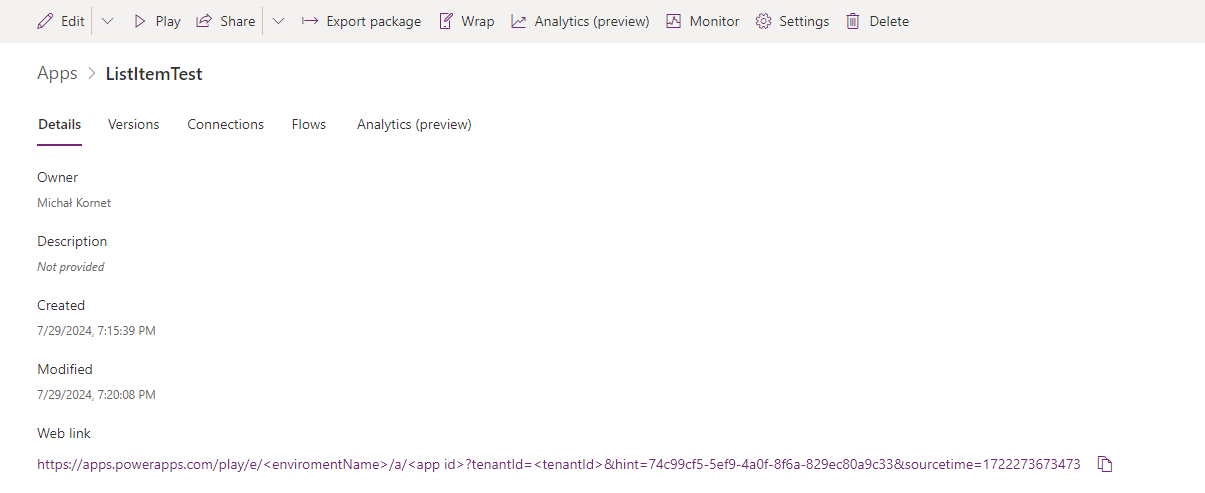 Edit Play Share Export package Wrap Analytics (preview) Monitor Settings Delete
Apps > ListItemTest
Details Versions Connections Flows Analytics (preview)
Owner
Michał Kornet
Description
Not provided
Created
7/29/2024, 7:15:39 PM
Modified
7/29/2024, 7:20:08 PM
Web link
https://apps.powerapps.com/play/e/<enviromentName>/a/<app id>?tenantId=<tenantId>&hint=74c99cf5-5ef9-4a0f-8f6a-829ec80a9c33&sourcetime=1722273673473